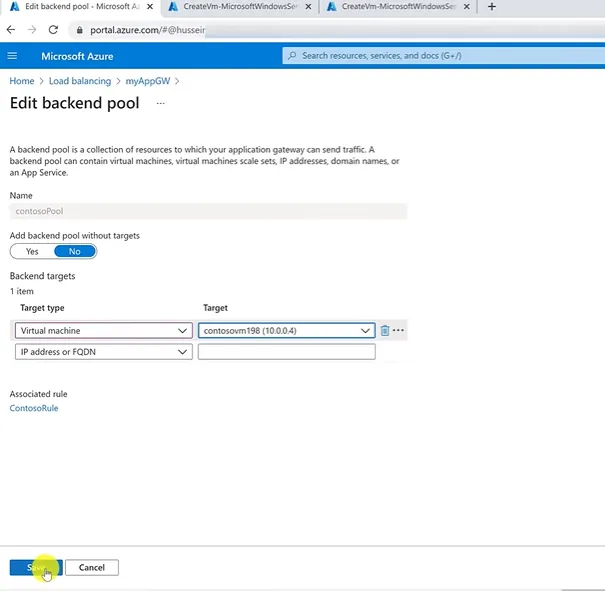 Edit backend pool - Microsoft Az
CreateVm-MicrosoftWindowsSer
CreateVm-MicrosoftWindowsSer
portal.azure.com/#@husseir
Microsoft Azure
Search resources, services, and docs (G+/)
Home > Load balancing > myAppGW >
Edit backend pool ...
A backend pool is a collection of resources to which your application gateway can send traffic. A
backend pool can contain virtual machines, virtual machines scale sets, IP addresses, domain names, or
an App Service.
Name
contosoPool
Add backend pool without targets
Yes No
Backend targets
1 item
Target type Target
Virtual machine contosovm198 (10.0.0.4)
IP address or FQDN
Associated rule
ContosoRule
Save Cancel